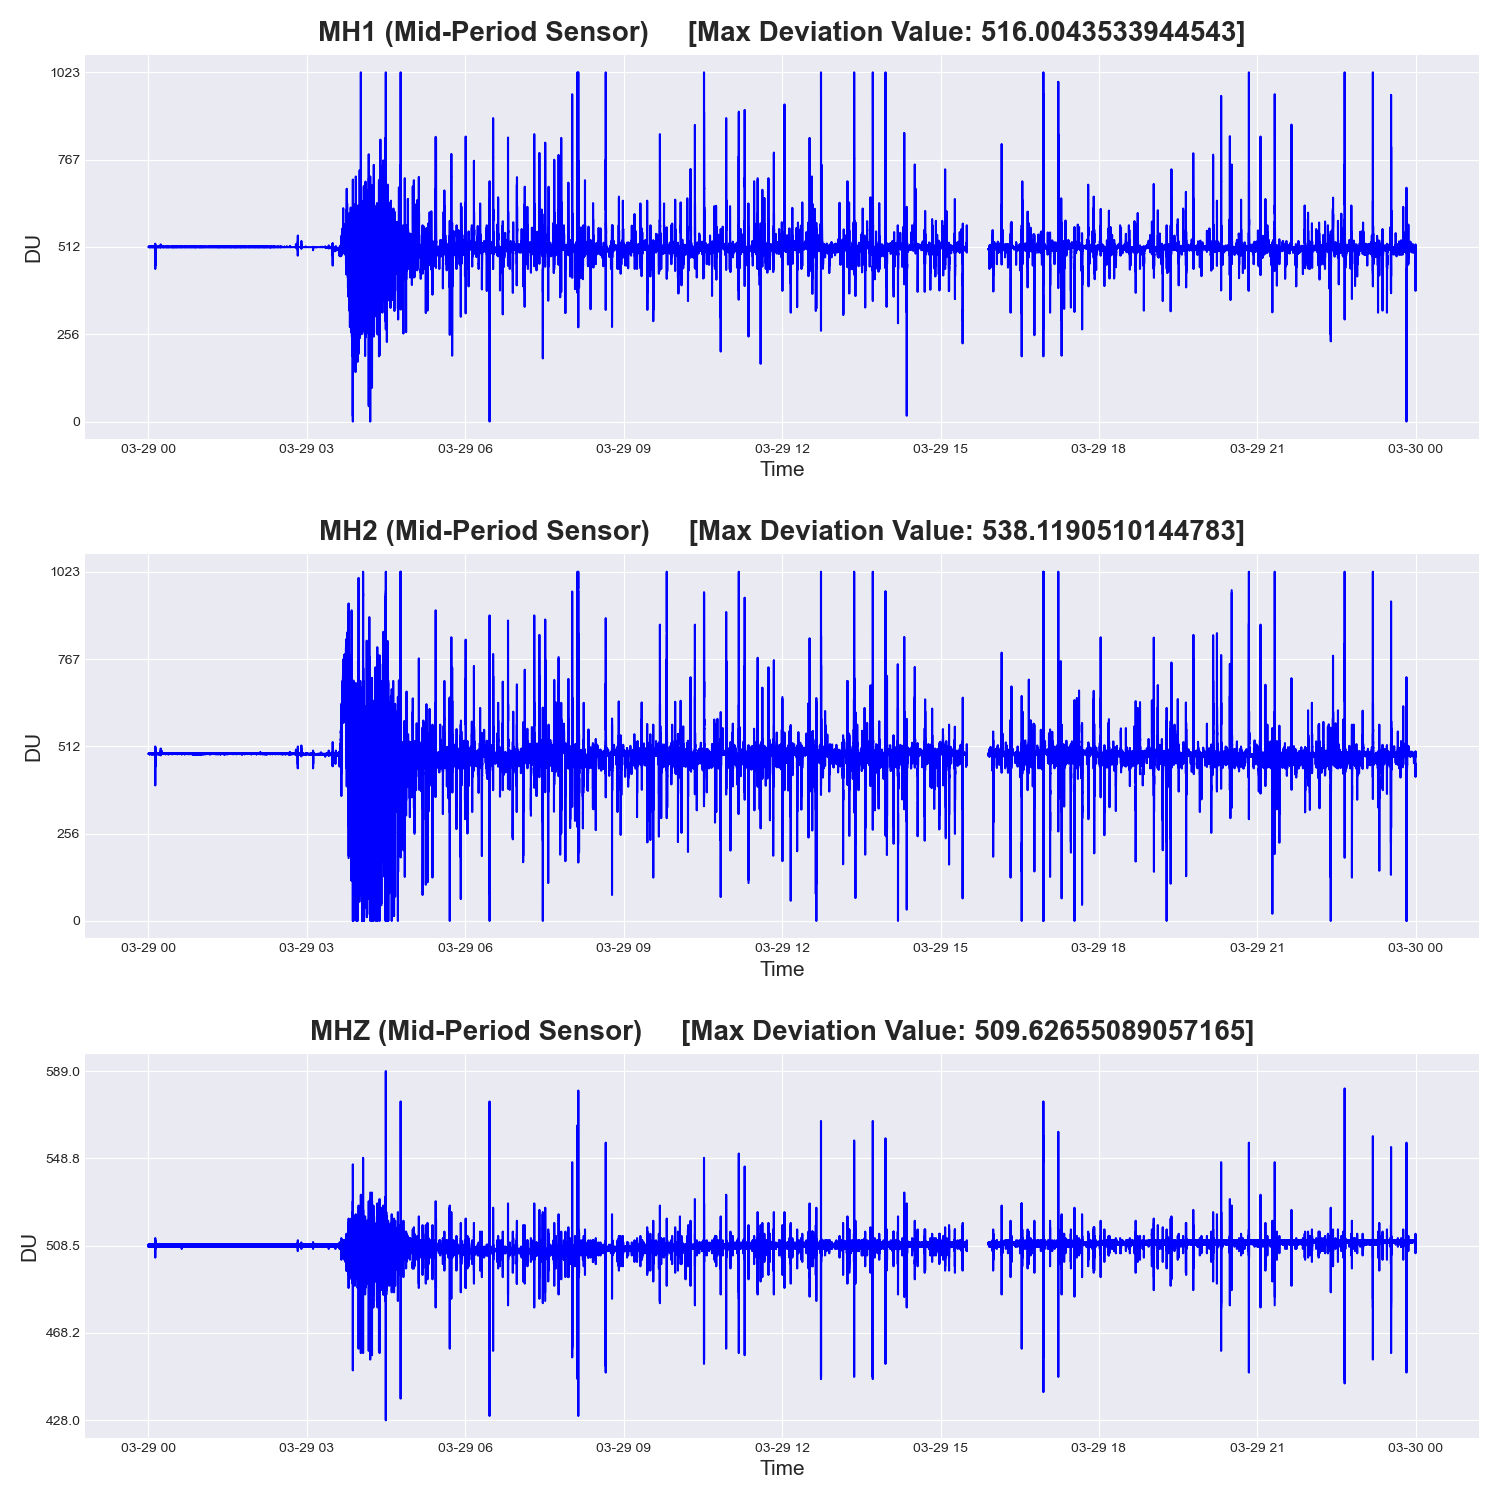 MH1 (Mid-Period Sensor) [Max Deviation Value: 516.0043533944543]
1023
767
512
256
0
DU
03-29 00 03-29 03 03-29 06 03-29 09 03-29 12 03-29 15 03-29 18 03-29 21 03-30 00
Time
MH2 (Mid-Period Sensor) [Max Deviation Value: 538.1190510144783]
1023
767
512
256
0
DU
03-29 00 03-29 03 03-29 06 03-29 09 03-29 12 03-29 15 03-29 18 03-29 21 03-30 00
Time
MHZ (Mid-Period Sensor) [Max Deviation Value: 509.62655089057165]
589.0
548.8
508.5
468.2
428.0
DU
03-29 00 03-29 03 03-29 06 03-29 09 03-29 12 03-29 15 03-29 18 03-29 21 03-30 00
Time